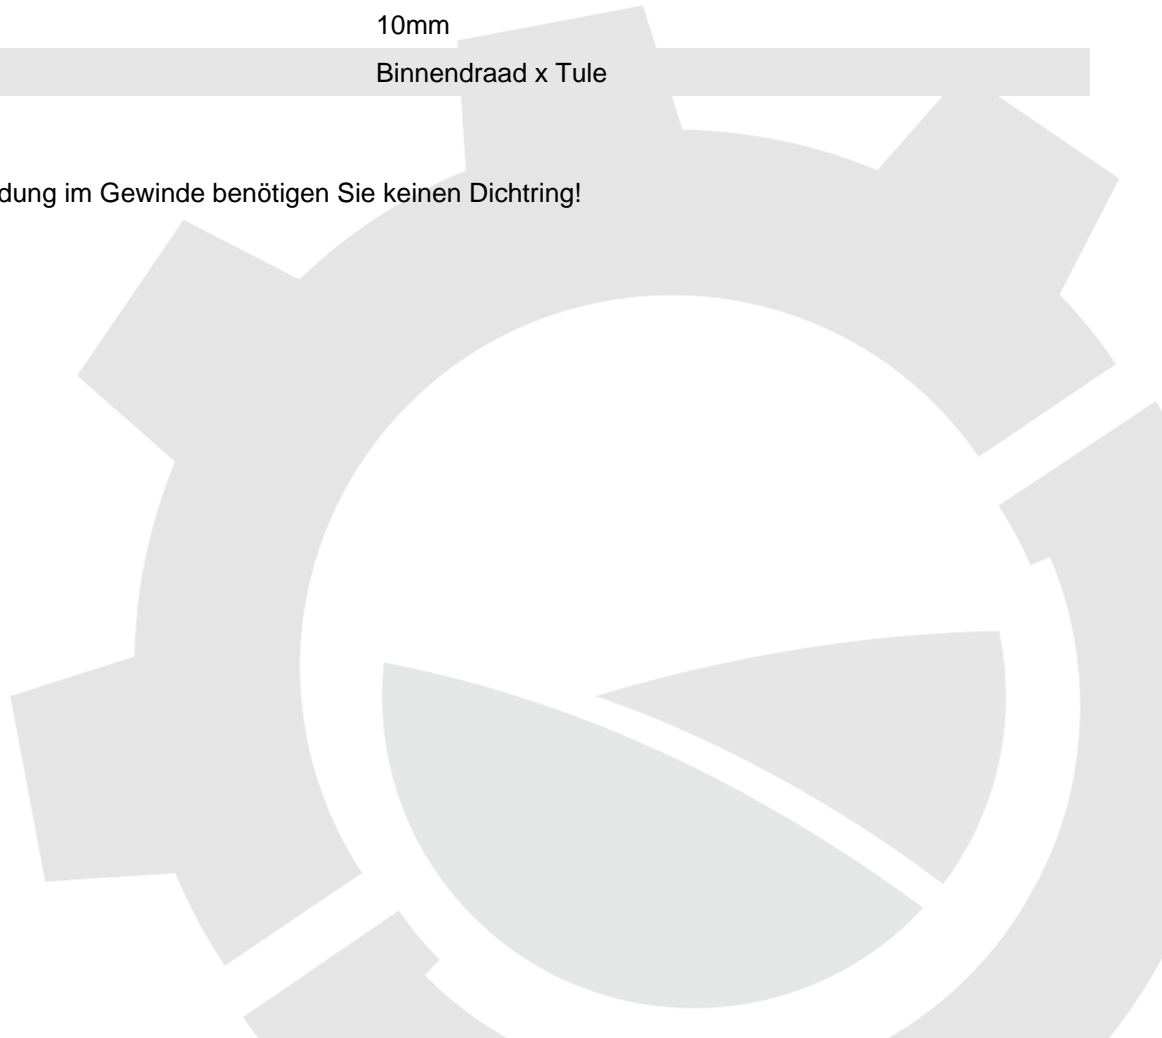 10mm
Binnendraad x Tule
dung im Gewinde benötigen Sie keinen Dichtring!